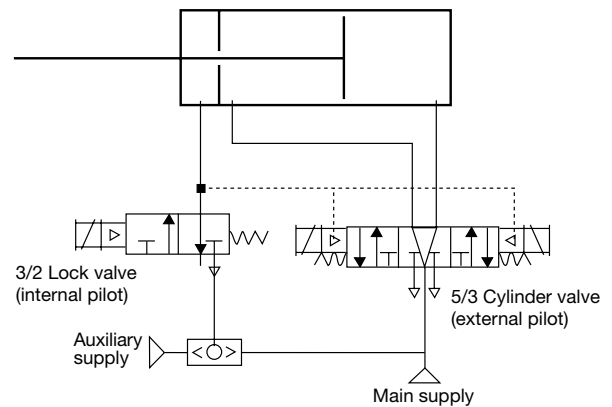 3/2 Lock valve
(internal pilot)
5/3 Cylinder valve
(external pilot)
Auxiliary
supply
Main supply